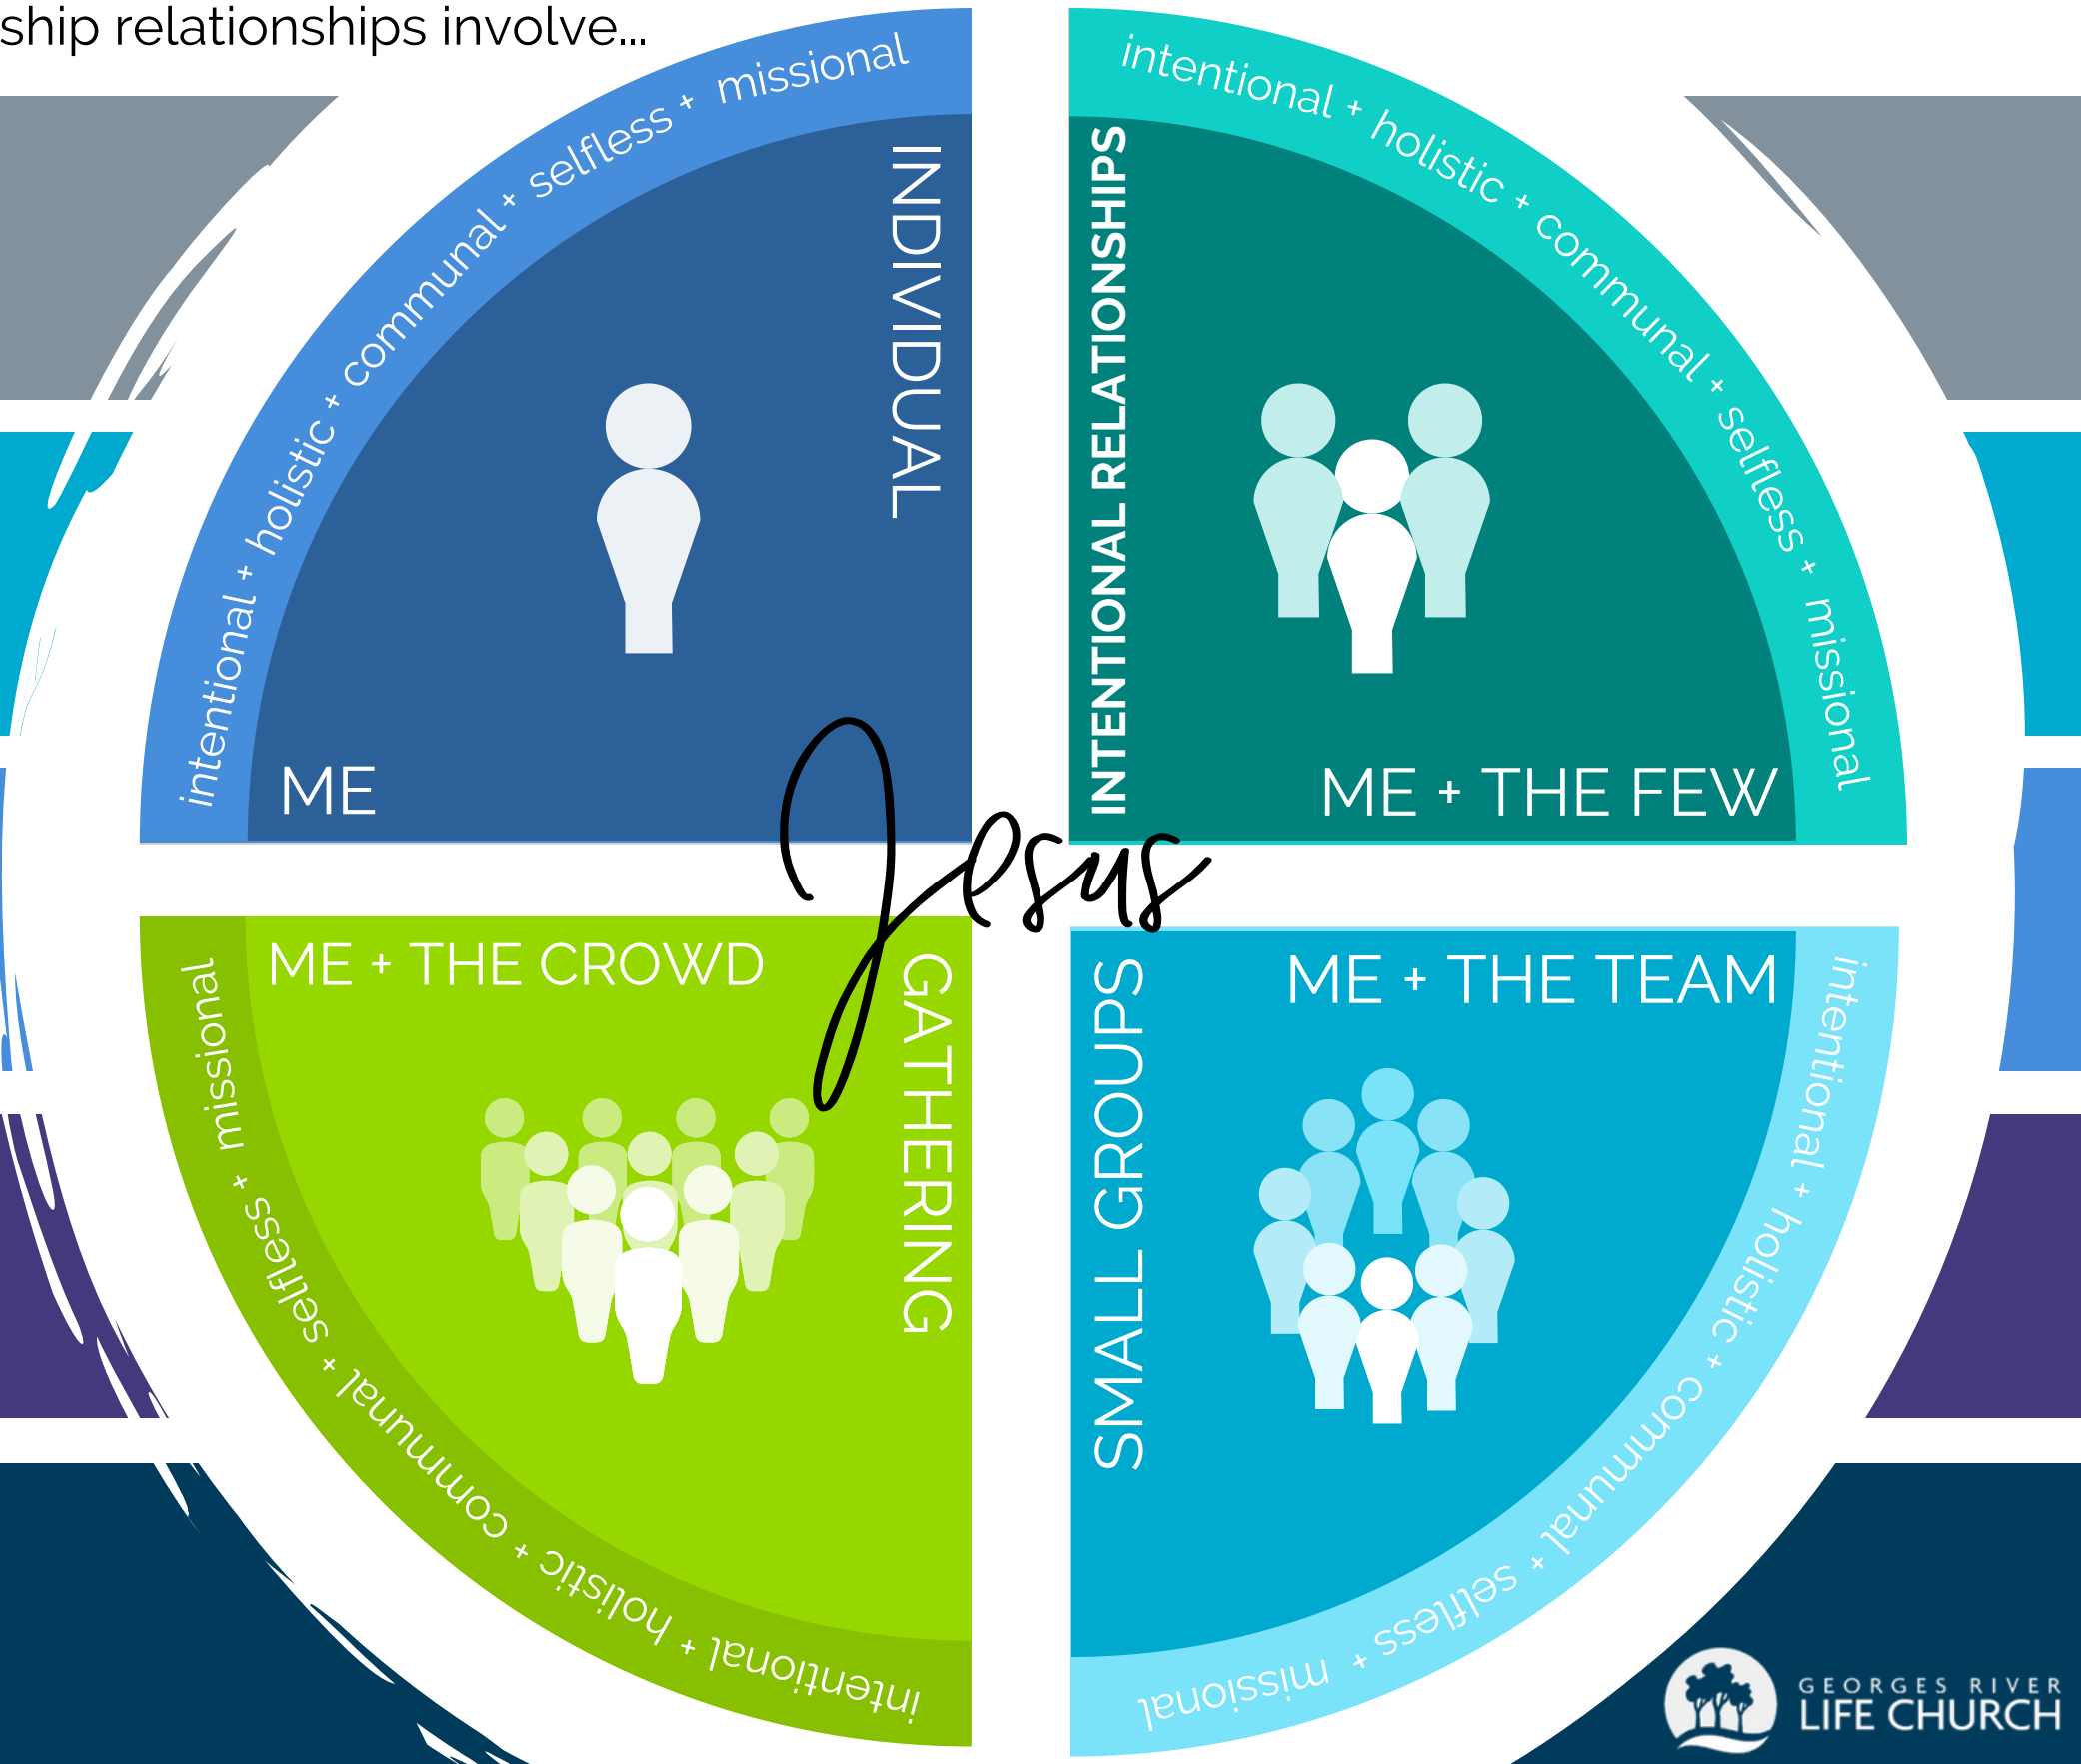 ship relationships involve...
intentional + holistic + communal + selfless + missional
INDIVIDUAL
ME
intentional + holistic + communal + selfless + missional
INTENTIONAL RELATIONSHIPS
ME + THE FEW
Jesus
ME + THE CROWD
GATHERING
intentional + holistic + communal + selfless + missional
ME + THE TEAM
SMALL GROUPS
intentional + holistic + communal + selfless + missional
GEORGES RIVER
LIFE CHURCH